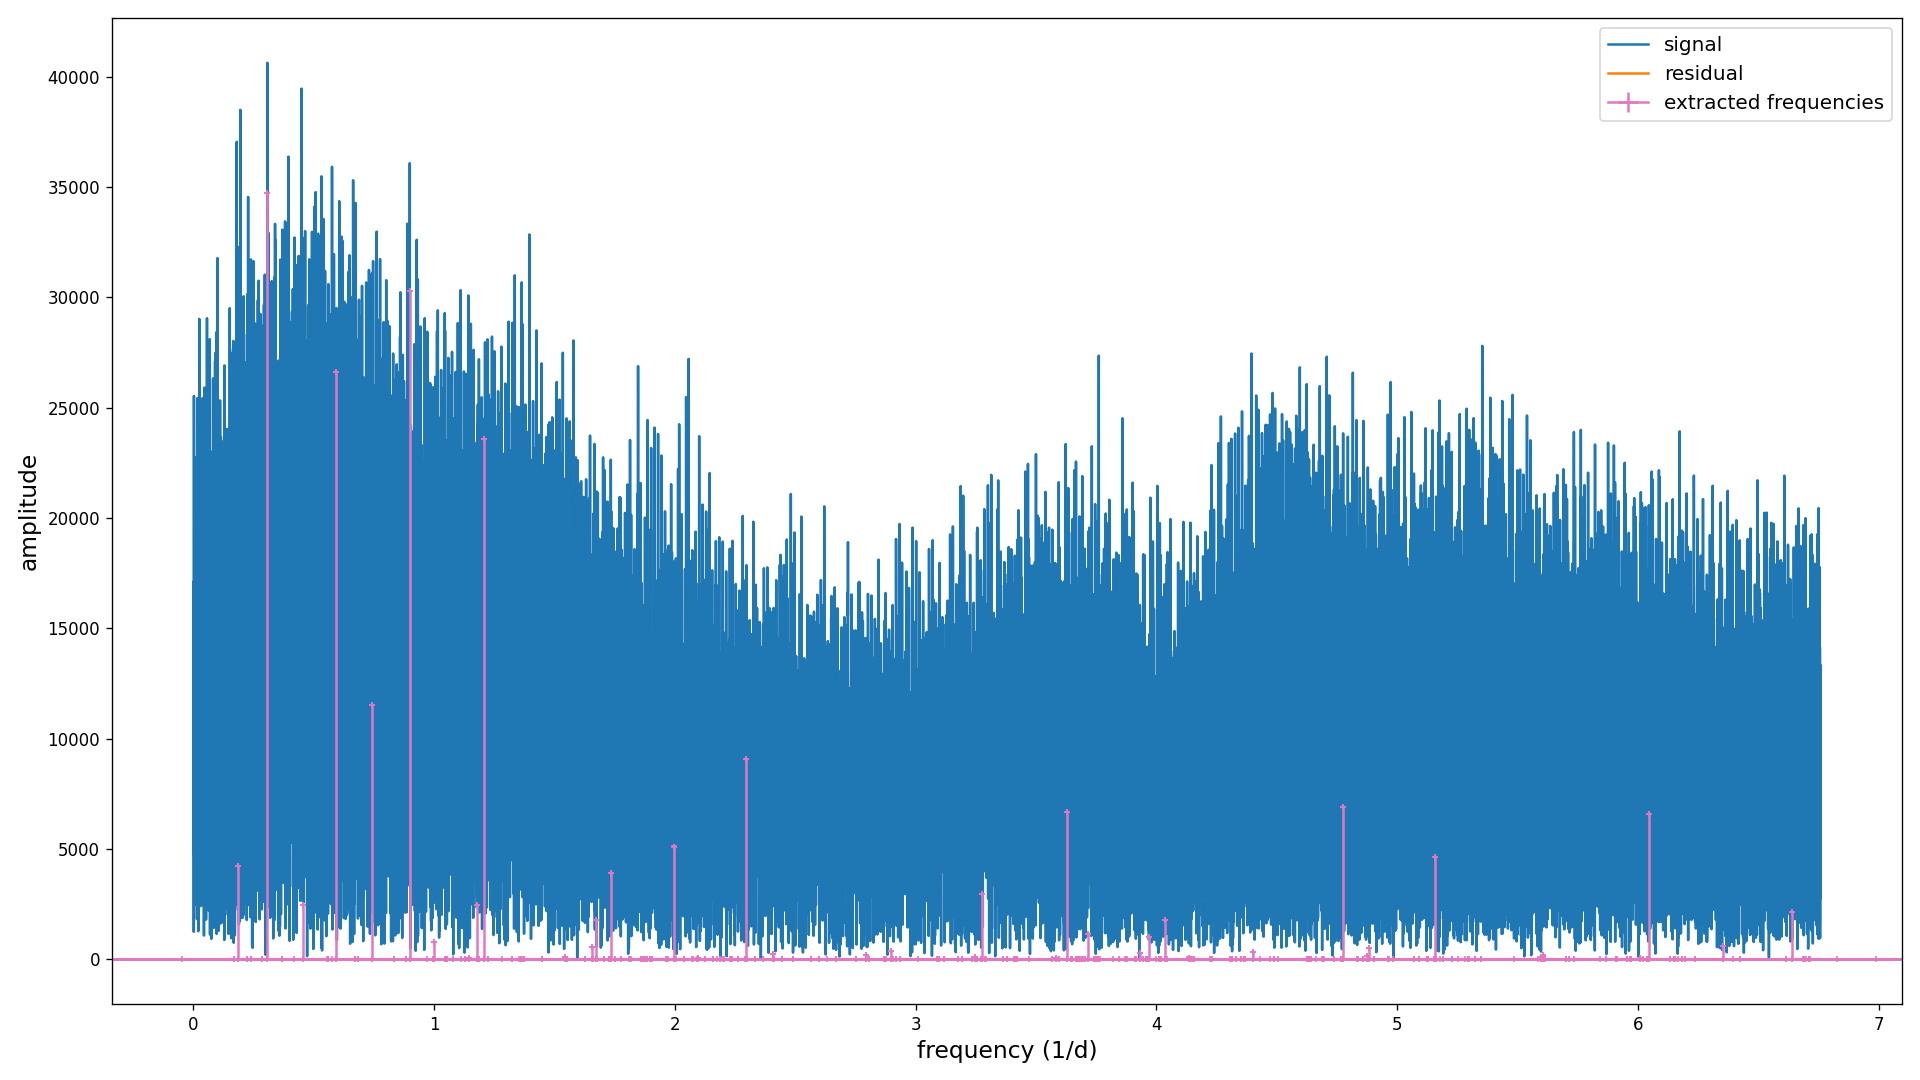 signal
residual
extracted frequencies
40000
35000
30000
25000
20000
15000
10000
5000
0
amplitude
0 1 2 3 4 5 6 7
frequency (1/d)